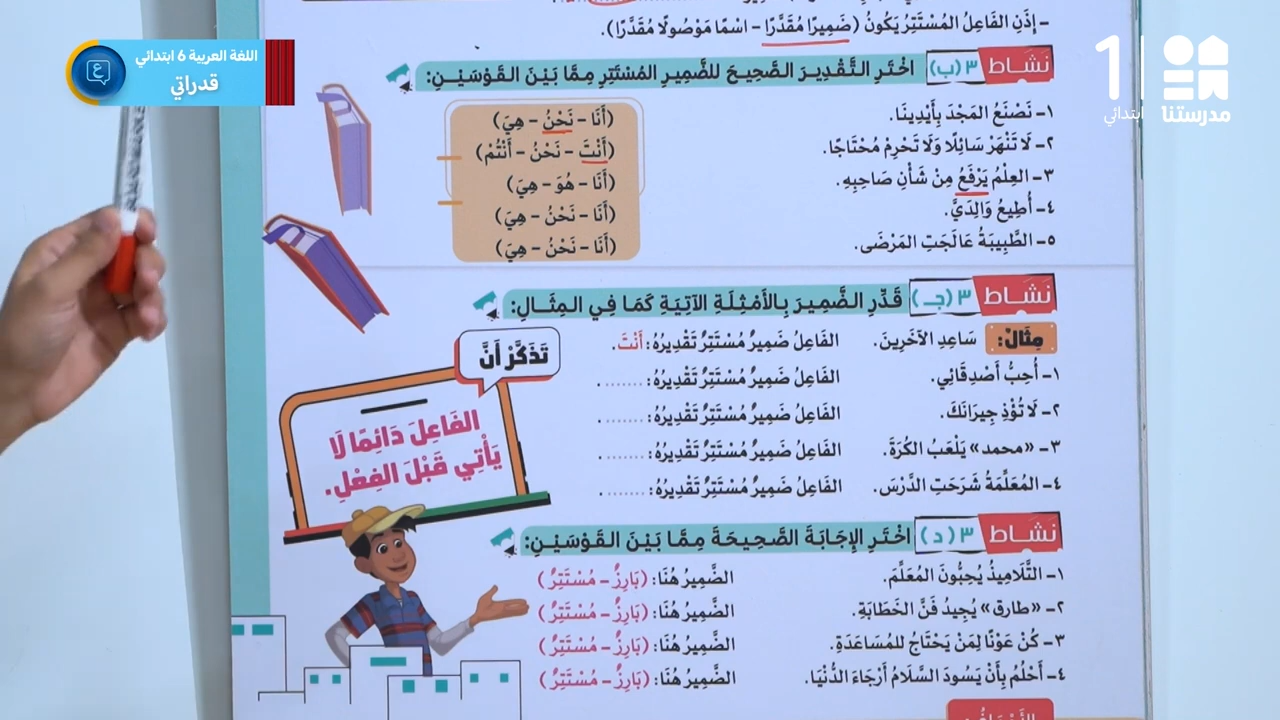 - إِذَنِ الفَاعِلُ المُسْتَتِرُ يَكُونُ (ضَمِيرًا مُقَدَّرًا - اسْمًا مَوْصُولًا مُقَدَّرًا).
اللغة العربية 6 ابتدائي
قدراتي
ع
1
ابتدائي
مدرستنا
نشاط ٣ (ب) اخْتَرِ التَّقْدِيرَ الصَّحِيحَ للضَّمِيرِ المُسْتَتِرِ مِمَّا بَيْنَ القَوْسَيْنِ:
١- نَصْنَعُ المَجْدَ بِأَيْدِينَا. (أَنَا - نَحْنُ - هِيَ)
٢- لَا تَنْهَرْ سَائِلًا وَلَا تَحْرِمْ مُحْتَاجًا. (أَنْتَ - نَحْنُ - أَنْتُمْ)
٣- العِلْمُ يَرْفَعُ مِنْ شَأْنِ صَاحِبِهِ. (أَنَا - هُوَ - هِيَ)
٤- أُطِيعُ وَالِدَيَّ. (أَنَا - نَحْنُ - هِيَ)
٥- الطَّبِيبَةُ عَالَجَتِ المَرْضَى. (أَنَا - نَحْنُ - هِيَ)
نشاط ٣ (جـ) قَدِّرِ الضَّمِيرَ بِالأَمْثِلَةِ الآتِيَةِ كَمَا فِي المِثَالِ:
مِثَالٌ: سَاعِدِ الآخَرِينَ. الفَاعِلُ ضَمِيرٌ مُسْتَتِرٌ تَقْدِيرُهُ: أَنْتَ.
١- أُحِبُّ أَصْدِقَائِي. الفَاعِلُ ضَمِيرٌ مُسْتَتِرٌ تَقْدِيرُهُ: ....... .
٢- لَا تُؤْذِ جِيرَانَكَ. الفَاعِلُ ضَمِيرٌ مُسْتَتِرٌ تَقْدِيرُهُ: ....... .
٣- «محمد» يَلْعَبُ الكُرَةَ. الفَاعِلُ ضَمِيرٌ مُسْتَتِرٌ تَقْدِيرُهُ: ....... .
٤- المُعَلِّمَةُ شَرَحَتِ الدَّرْسَ. الفَاعِلُ ضَمِيرٌ مُسْتَتِرٌ تَقْدِيرُهُ: ....... .
تَذَكَّرْ أَنَّ
الفَاعِلَ دَائِمًا لَا
يَأْتِي قَبْلَ الفِعْلِ.
نشاط ٣ (د) اخْتَرِ الإِجَابَةَ الصَّحِيحَةَ مِمَّا بَيْنَ القَوْسَيْنِ:
١- التَّلَامِيذُ يُحِبُّونَ المُعَلِّمَ. الضَّمِيرُ هُنَا: (بَارِزٌ - مُسْتَتِرٌ)
٢- «طارق» يُجِيدُ فَنَّ الخَطَابَةِ. الضَّمِيرُ هُنَا: (بَارِزٌ - مُسْتَتِرٌ)
٣- كُنْ عَوْنًا لِمَنْ يَحْتَاجُ للمُسَاعَدَةِ. الضَّمِيرُ هُنَا: (بَارِزٌ - مُسْتَتِرٌ)
٤- أَحْلُمُ بِأَنْ يَسُودَ السَّلَامُ أَرْجَاءَ الدُّنْيَا. الضَّمِيرُ هُنَا: (بَارِزٌ - مُسْتَتِرٌ)